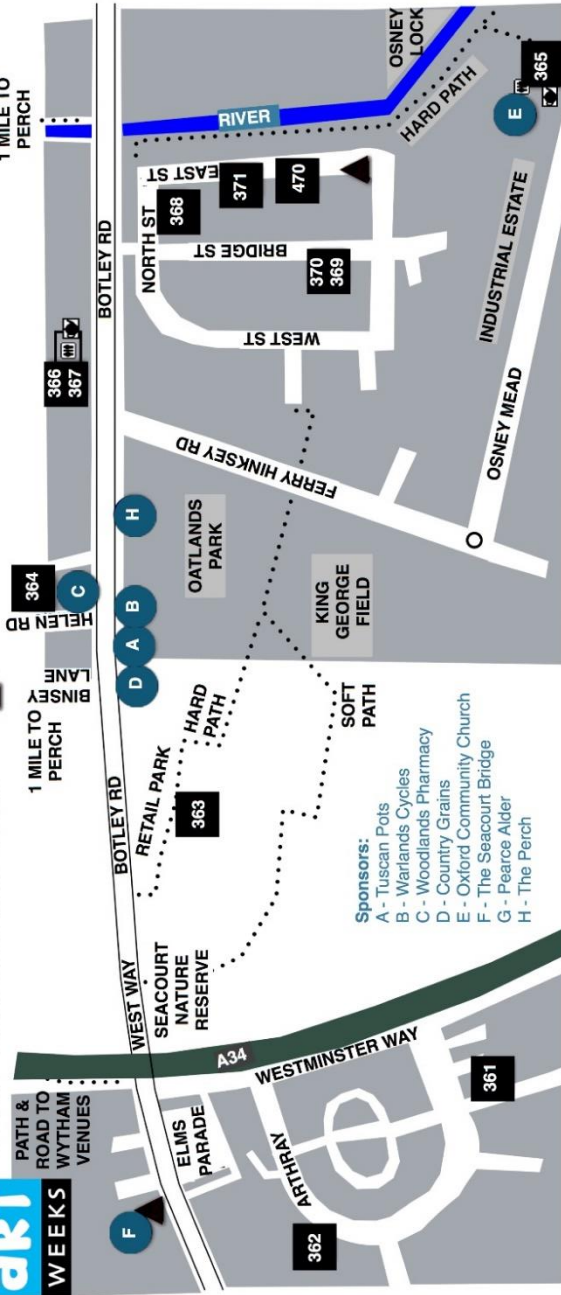 art
WEEKS
PATH &
ROAD TO
WYTHAM
VENUES
F
ELMS
PARADE
ARTHRAY
362
361
WESTMINSTER WAY
A34
WEST WAY
SEACOURT
NATURE
RESERVE
BOTLEY RD
RETAIL PARK
363
HARD
PATH
SOFT
PATH
1 MILE TO
PERCH
BINSEY
LANE
HELEN RD
364
C
D
A
B
H
OATLANDS
PARK
KING
GEORGE
FIELD
FERRY HINKSEY RD
366
367
BOTLEY RD
NORTH ST
WEST ST
BRIDGE ST
EAST ST
368
371
470
370
369
1 MILE TO
PERCH
RIVER
OSNEY
LOCK
HARD PATH
E
365
INDUSTRIAL ESTATE
OSNEY MEAD
Sponsors:
A - Tuscan Pots
B - Warlands Cycles
C - Woodlands Pharmacy
D - Country Grains
E - Oxford Community Church
F - The Seacourt Bridge
G - Pearce Alder
H - The Perch